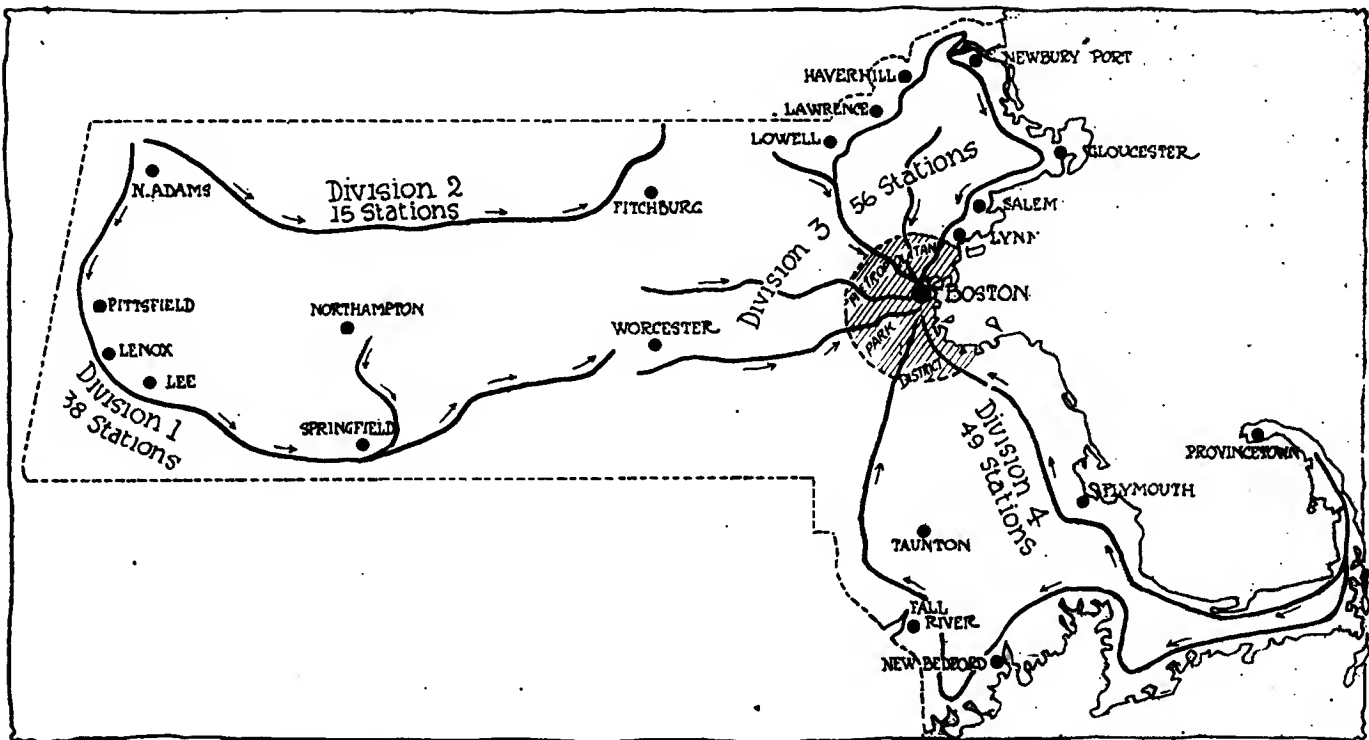 NEWBURY PORT
HAVERHILL
LAWRENCE
LOWELL
GLOUCESTER
N. ADAMS
Division 2
15 Stations
FITCHBURG
Division 3 56 Stations
SALEM
LYNN
METROPOLITAN
PARK
DISTRICT
BOSTON
PITTSFIELD
NORTHAMPTON
WORCESTER
LENOX
LEE
Division 1
38 Stations
SPRINGFIELD
Division 4
49 Stations
PROVINCETOWN
PLYMOUTH
TAUNTON
FALL
RIVER
NEW BEDFORD